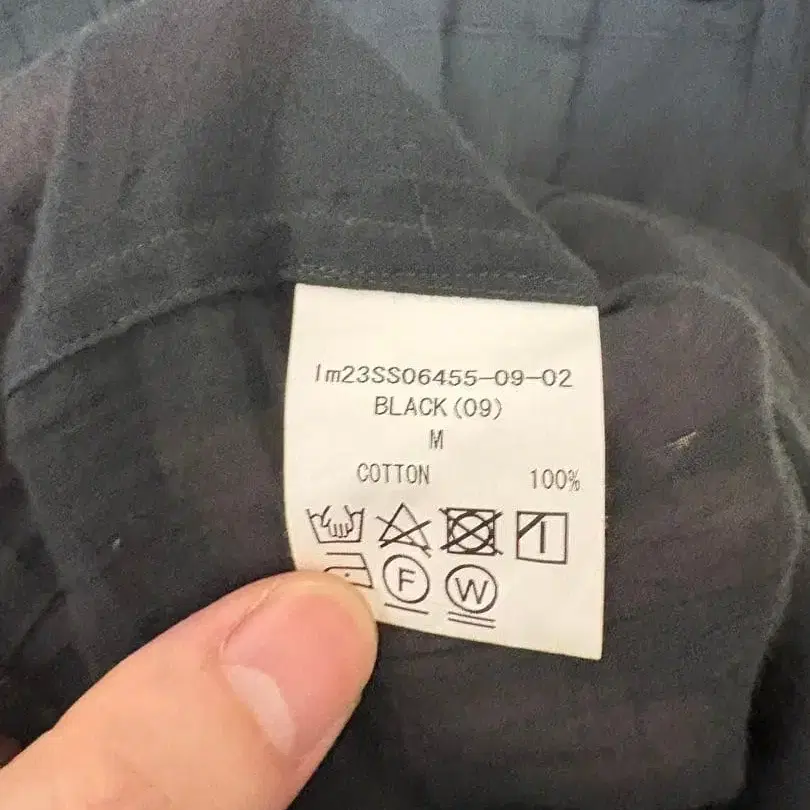 lm23SS06455-09-02
BLACK(09)
M
COTTON 100%
F W